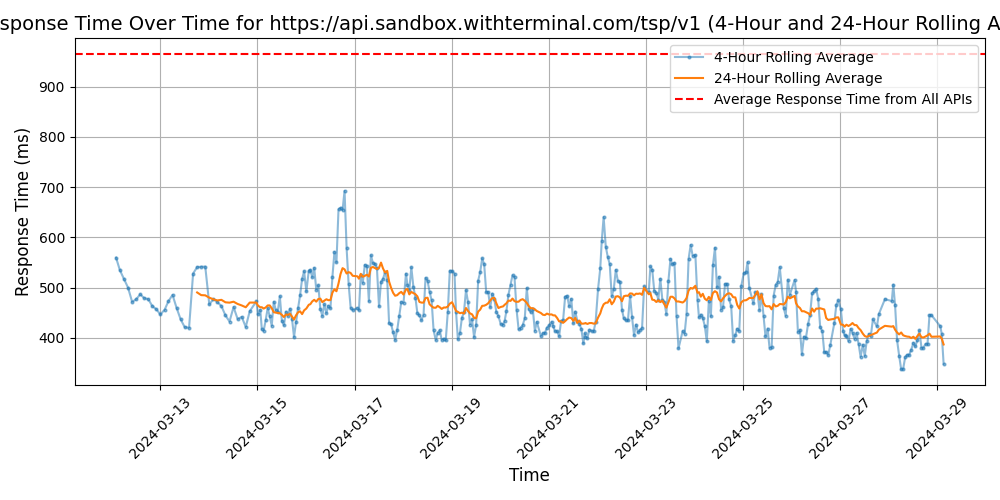 sponse Time Over Time for https://api.sandbox.withterminal.com/tsp/v1 (4-Hour and 24-Hour Rolling A
4-Hour Rolling Average
24-Hour Rolling Average
Average Response Time from All APIs
Response Time (ms)
900
800
700
600
500
400
2024-03-13
2024-03-15
2024-03-17
2024-03-19
2024-03-21
2024-03-23
2024-03-25
2024-03-27
2024-03-29
Time